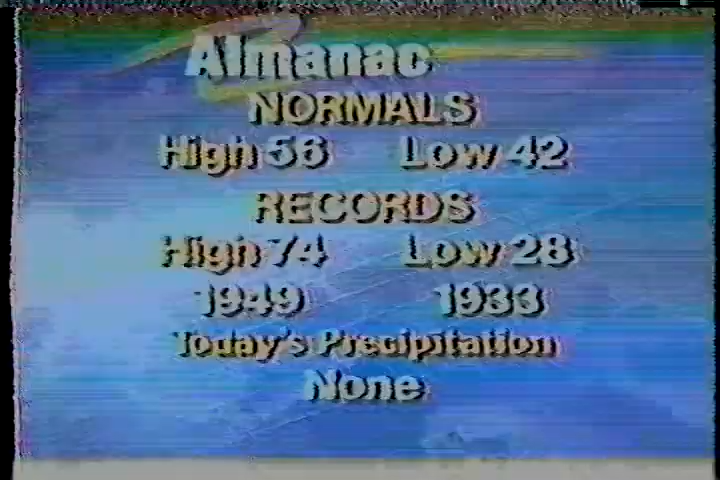 Almanac
NORMALS
High 56 Low 42
RECORDS
High 74 Low 28
1949 1933
Today's Precipitation
None